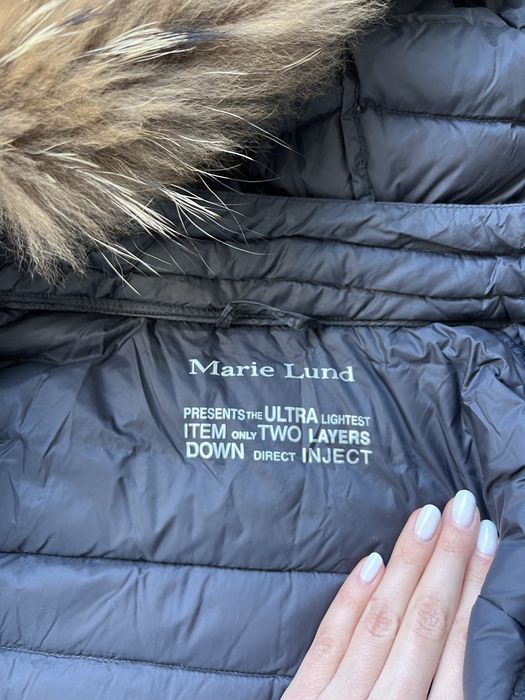 Marie Lund
PRESENTS THE ULTRA LIGHTEST
ITEM ONLY TWO LAYERS
DOWN DIRECT INJECT